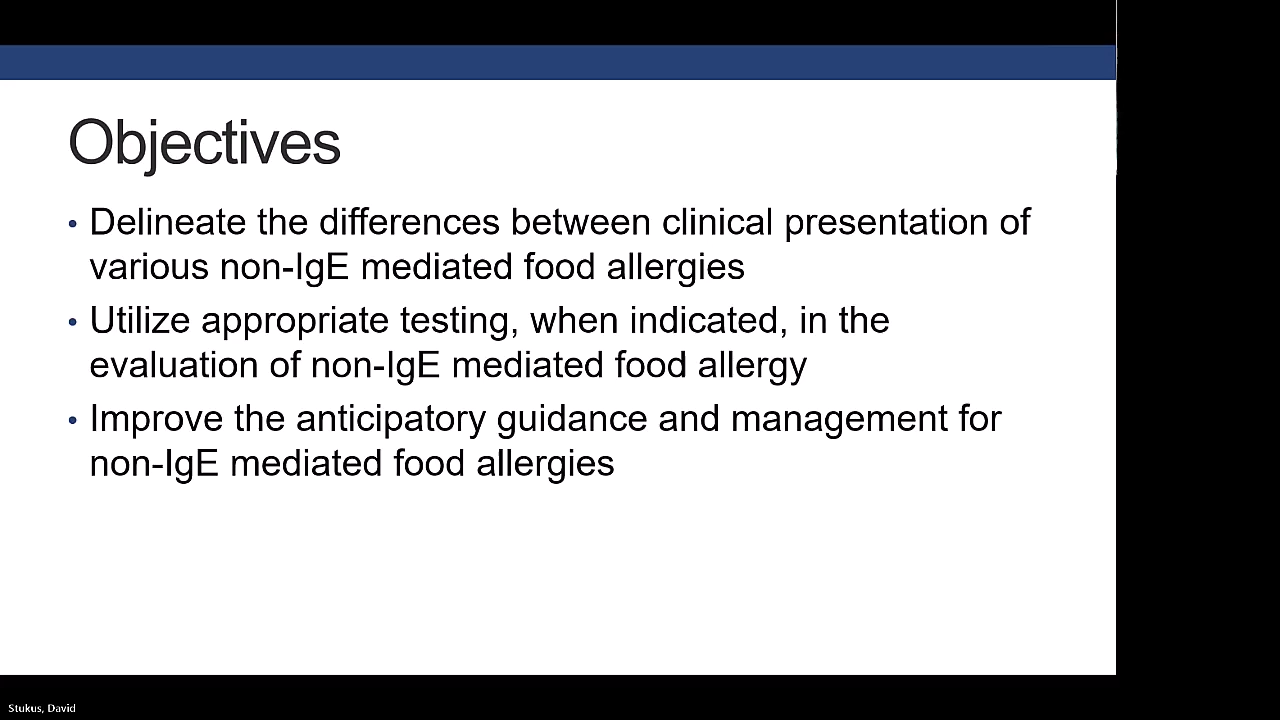 Objectives
• Delineate the differences between clinical presentation of
various non-IgE mediated food allergies
• Utilize appropriate testing, when indicated, in the
evaluation of non-IgE mediated food allergy
• Improve the anticipatory guidance and management for
non-IgE mediated food allergies
Stukus, David